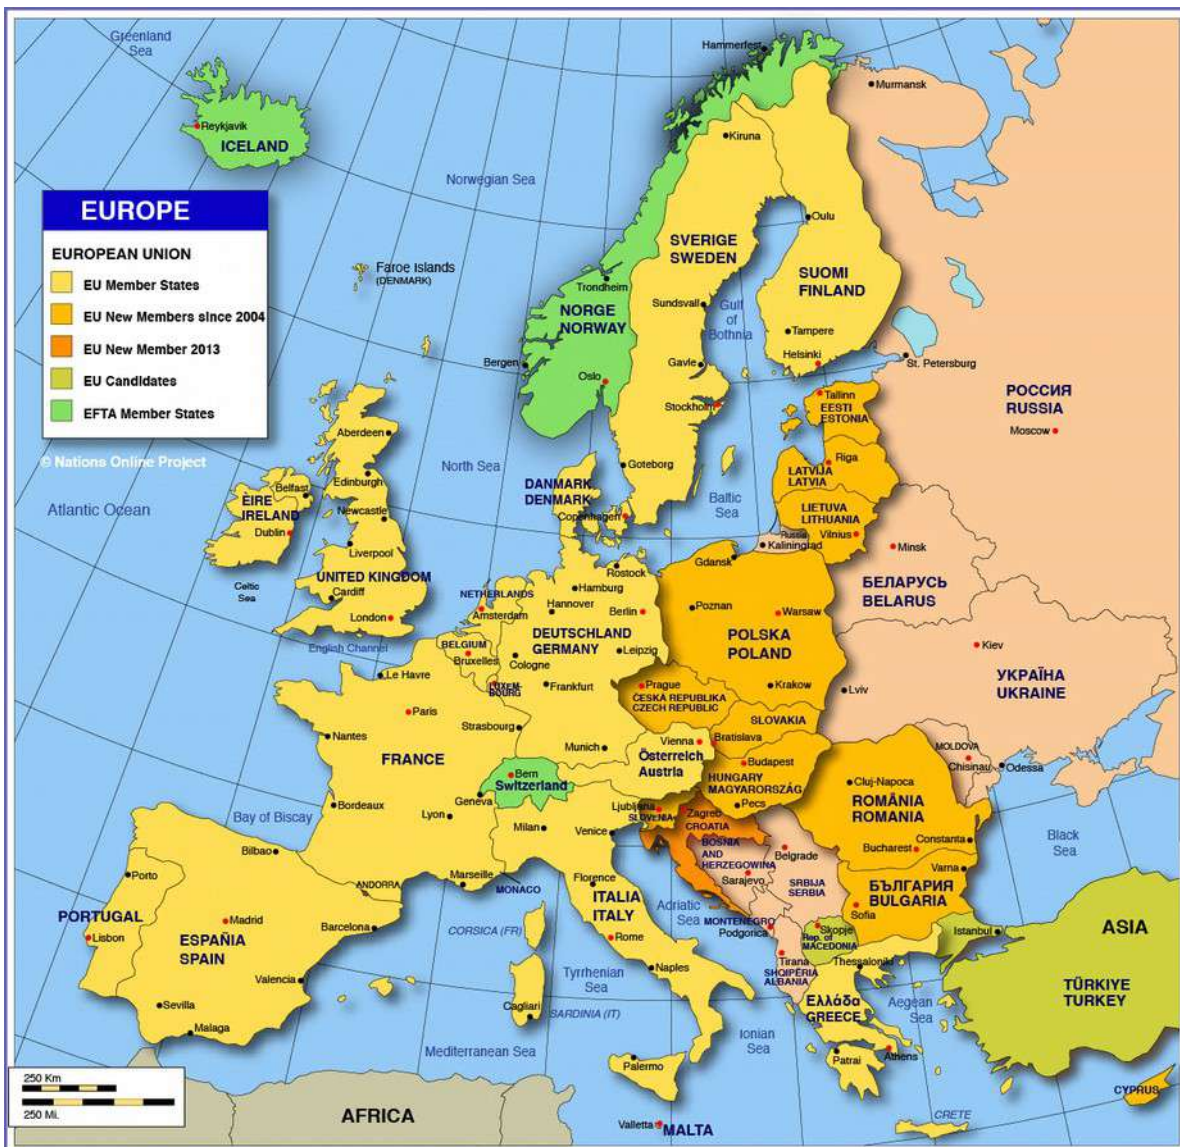 Greenland
Sea
Hammerfest
Murmansk
Reykjavik
ICELAND
Kiruna
Norwegian Sea
EUROPE
EUROPEAN UNION
EU Member States
EU New Members since 2004
EU New Member 2013
EU Candidates
EFTA Member States
© Nations Online Project
Faroe Islands
(DENMARK)
Oulu
SVERIGE
SWEDEN
SUOMI
FINLAND
Trondheim
NORGE
NORWAY
Sundsvall
Gulf
of
Bothnia
Tampere
Bergen
Gavle
Helsinki
St. Petersburg
Oslo
Stockholm
Tallinn
EESTI
ESTONIA
РОССИЯ
RUSSIA
Moscow
Aberdeen
North Sea
Goteborg
Riga
LATVIJA
LATVIA
Edinburgh
DANMARK
DENMARK
Baltic
Sea
LIETUVA
LITHUANIA
Belfast
ÈIRE
IRELAND
Atlantic Ocean
Newcastle
Copenhagen
Vilnius
Russia
Kaliningrad
Dublin
Liverpool
Minsk
Gdansk
Rostock
Celtic
Sea
UNITED KINGDOM
Cardiff
NETHERLANDS
Amsterdam
Hamburg
Hannover
Berlin
Poznan
Warsaw
БЕЛАРУСЬ
BELARUS
London
English Channel
BELGIUM
Bruxelles
DEUTSCHLAND
GERMANY
Leipzig
Cologne
POLSKA
POLAND
Kiev
Le Havre
LUXEM-
BOURG
Frankfurt
Prague
Krakow
Lviv
УКРАЇНА
UKRAINE
ČESKÁ REPUBLIKA
CZECH REPUBLIC
Paris
Strasbourg
SLOVAKIA
Nantes
Munich
Vienna
Bratislava
Österreich
Austria
Budapest
HUNGARY
MAGYARORSZÁG
MOLDOVA
Chisinau
Odessa
FRANCE
Bern
Switzerland
Geneva
Cluj-Napoca
ROMÂNIA
ROMANIA
Bordeaux
Lyon
Bay of Biscay
Milan
Venice
Ljubljana
SLOVENIA
Zagreb
CROATIA
Pecs
BOSNIA
AND
HERZEGOWINA
Belgrade
Sarajevo
Bucharest
Constanta
Varna
Black
Sea
Bilbao
Porto
Marseille
MONACO
ANDORRA
Florence
SRBIJA
SERBIA
БЪЛГАРИЯ
BULGARIA
Sofia
PORTUGAL
Lisbon
Madrid
ESPAÑIA
SPAIN
Barcelona
CORSICA (FR)
ITALIA
ITALY
Adriatic
Sea
MONTENEGRO
Podgorica
Rome
Skopje
Rep. of
MACEDONIA
Istanbul
ASIA
Tirana
SHQIPËRIA
ALBANIA
Thessaloniki
Valencia
Naples
Tyrrhenian
Sea
Cagliari
SARDINIA (IT)
TÜRKIYE
TURKEY
Ελλάδα
GREECE
Aegean
Sea
Sevilla
Malaga
Mediterranean Sea
Ionian
Sea
Palermo
Patrai
Athens
250 Km
250 Mi.
AFRICA
Valletta
MALTA
CRETE
CYPRUS